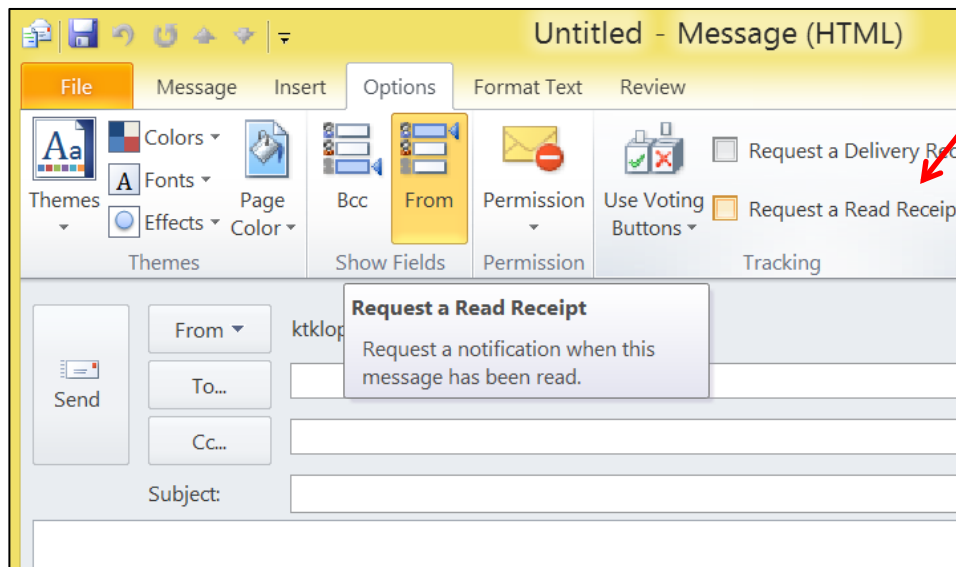 Untitled - Message (HTML)
File Message Insert Options Format Text Review
Aa Colors
A Fonts
Effects
Themes
Page
Color
Bcc From Permission Use Voting
Buttons
Request a Delivery Rec
Request a Read Receip
Themes Show Fields Permission Tracking
Request a Read Receipt
Request a notification when this
message has been read.
From ktklop
Send
To...
Cc...
Subject: